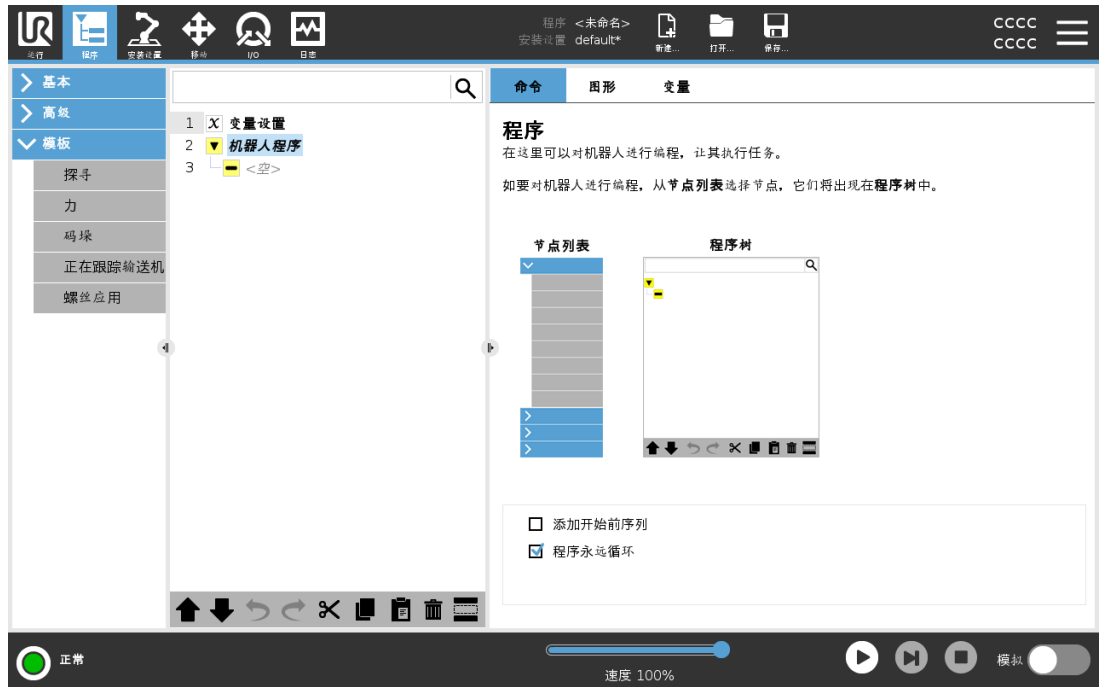 UR
运行
程序
安装设置
移动
I/O
日志
程序 <未命名>
安装设置 default*
新建...
打开...
保存...
CCCC
CCCC
基本
高级
模板
探寻
力
码垛
正在跟踪输送机
螺丝应用
1 X 变量设置
2 机器人程序
3 <空>
命令 图形 变量
程序
在这里可以对机器人进行编程，让其执行任务。
如要对机器人进行编程，从节点列表选择节点，它们将出现在程序树中。
节点列表 程序树
添加开始前序列
程序永远循环
正常
速度 100%
模拟